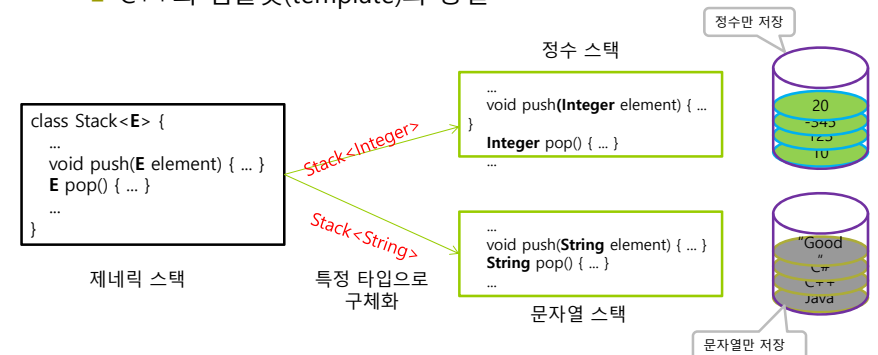 정수만 저장
정수 스택
class Stack<E> {
...
void push(E element) { ... }
E pop() { ... }
...
}
제네릭 스택
Stack<Integer>
Stack<String>
특정 타입으로
구체화
...
void push(Integer element) { ...
}
Integer pop() { ... }
...
20
-345
123
10
...
void push(String element) { ... }
String pop() { ... }
...
문자열 스택
"Good
"
C#
C++
Java
문자열만 저장